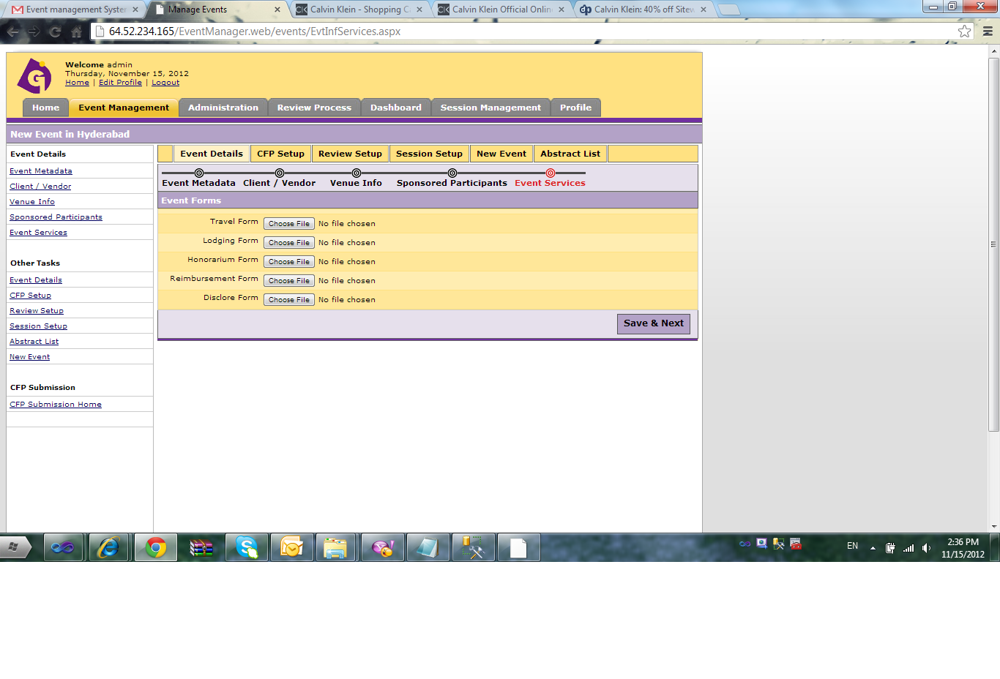 Event management Syster
Manage Events
Calvin Klein - Shopping C
Calvin Klein Official Onlin
Calvin Klein: 40% off Sitew
64.52.234.165/EventManager.web/events/EvtInfServices.aspx
Welcome admin
Thursday, November 15, 2012
Home | Edit Profile | Logout
Home
Event Management
Administration
Review Process
Dashboard
Session Management
Profile
New Event in Hyderabad
Event Details
Event Metadata
Client / Vendor
Venue Info
Sponsored Participants
Event Services
Other Tasks
Event Details
CFP Setup
Review Setup
Session Setup
Abstract List
New Event
CFP Submission
CFP Submission Home
Event Details
CFP Setup
Review Setup
Session Setup
New Event
Abstract List
Event Metadata
Client / Vendor
Venue Info
Sponsored Participants
Event Services
Event Forms
Travel Form Choose File No file chosen
Lodging Form Choose File No file chosen
Honorarium Form Choose File No file chosen
Reimbursement Form Choose File No file chosen
Disclore Form Choose File No file chosen
Save & Next
EN
2:36 PM
11/15/2012